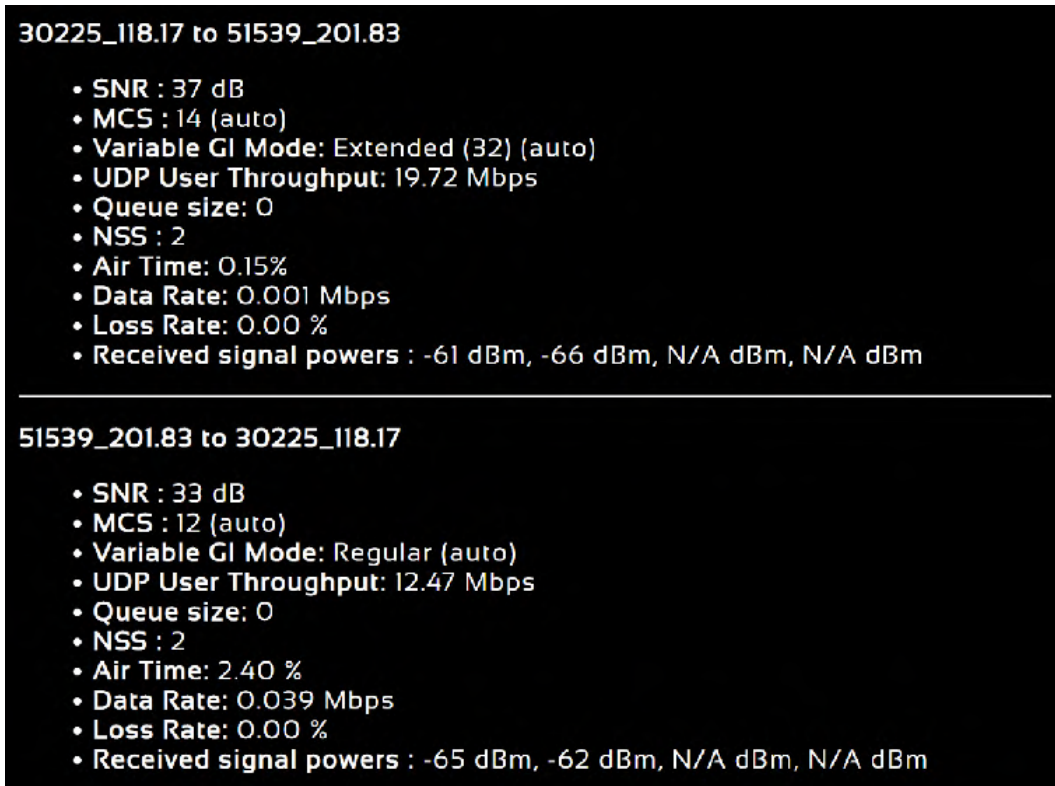 30225_118.17 to 51539_201.83
• SNR : 37 dB
• MCS : 14 (auto)
• Variable GI Mode: Extended (32) (auto)
• UDP User Throughput: 19.72 Mbps
• Queue size: 0
• NSS : 2
• Air Time: 0.15%
• Data Rate: 0.001 Mbps
• Loss Rate: 0.00 %
• Received signal powers : -61 dBm, -66 dBm, N/A dBm, N/A dBm
51539_201.83 to 30225_118.17
• SNR : 33 dB
• MCS : 12 (auto)
• Variable GI Mode: Regular (auto)
• UDP User Throughput: 12.47 Mbps
• Queue size: 0
• NSS : 2
• Air Time: 2.40 %
• Data Rate: 0.039 Mbps
• Loss Rate: 0.00 %
• Received signal powers : -65 dBm, -62 dBm, N/A dBm, N/A dBm